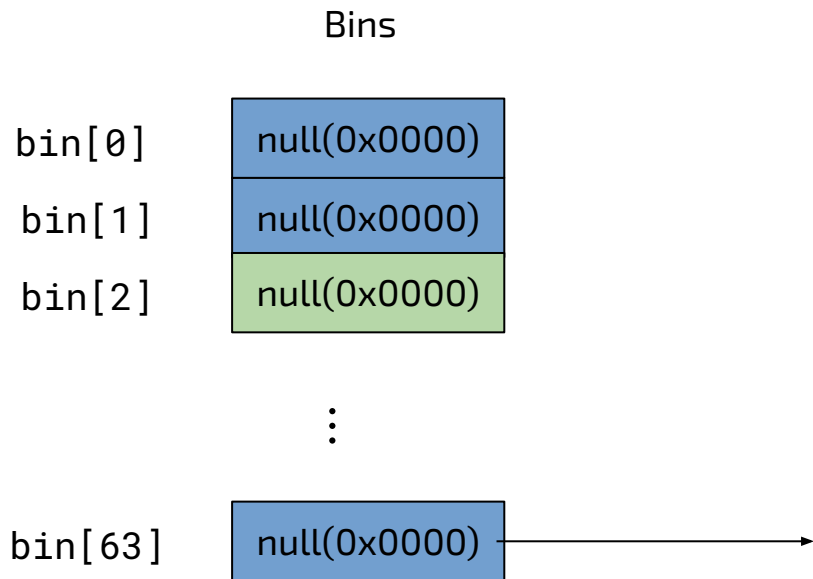 Bins
bin[0] null(0x0000)
bin[1] null(0x0000)
bin[2] null(0x0000)
⋮
bin[63] null(0x0000)